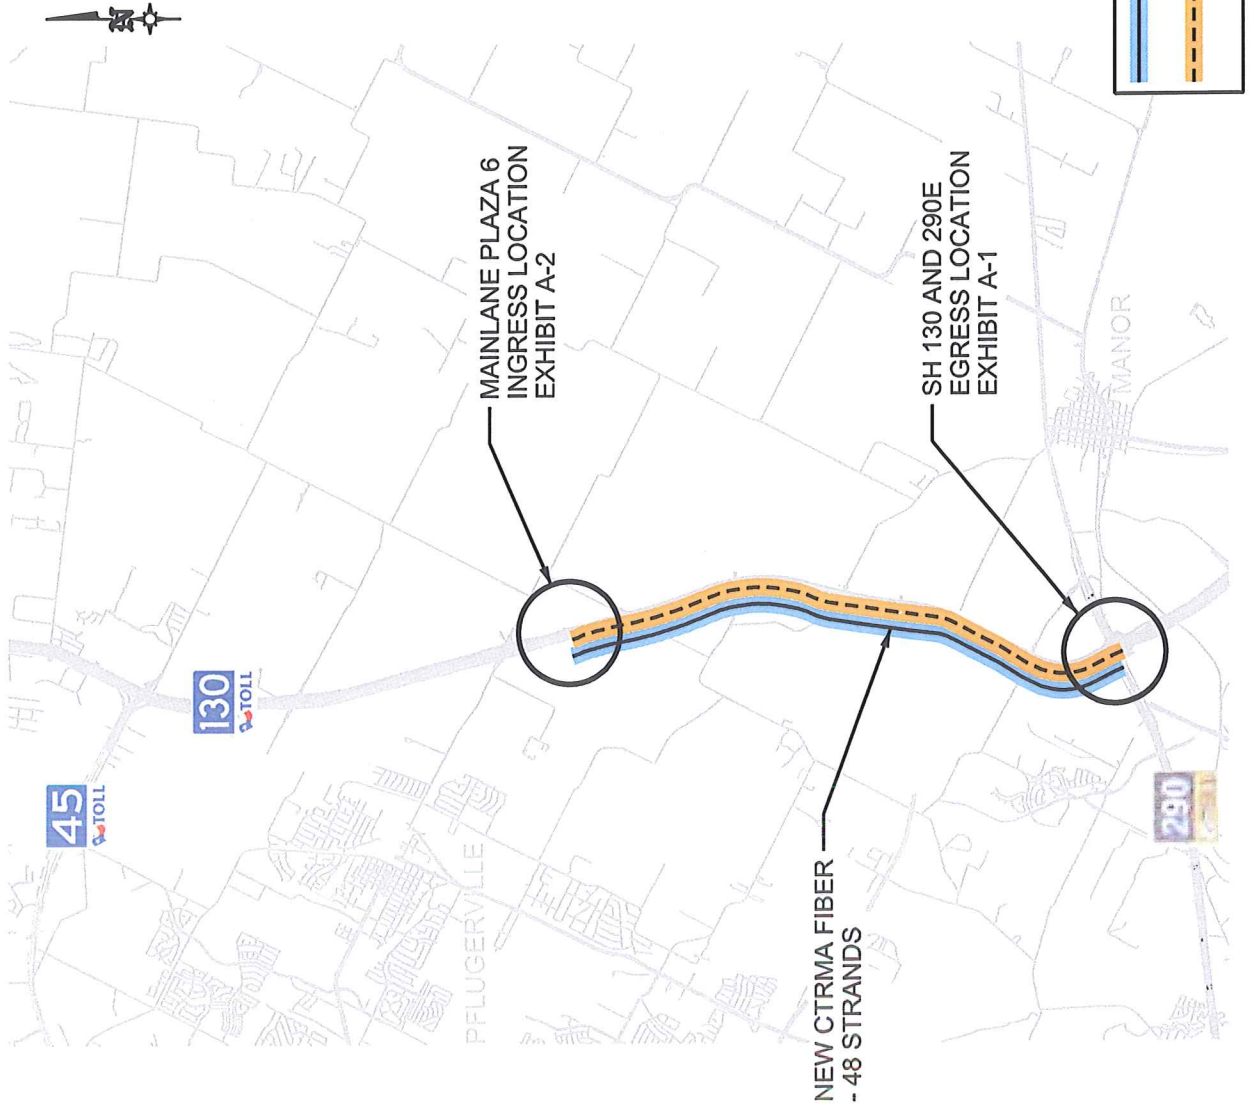 N
45
TOLL
130
TOLL
MAINLANE PLAZA 6
INGRESS LOCATION
EXHIBIT A-2
PFLUGERVILLE
SH 130 AND 290E
EGRESS LOCATION
EXHIBIT A-1
MANOR
NEW CTRMA FIBER
- 48 STRANDS
290